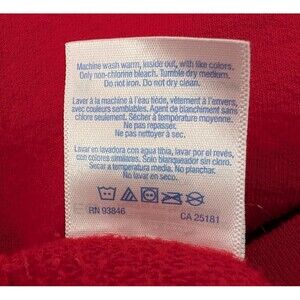 Machine wash warm, inside out, with like colors.
Only non-chlorine bleach. Tumble dry medium.
Do not iron. Do not dry clean.
Laver à la machine à l'eau tiède, vêtement à l'envers,
avec couleurs semblables. Agent de blanchiment sans
chlore seulement. Sécher à température moyenne.
Ne pas repasser.
Ne pas nettoyer à sec.
Lavar en lavadora con agua tibia, lavar por el revés,
con colores similares. Solo blanqueador sin cloro.
Secar a temperatura media. No planchar.
No lavar en seco.
RN 93846 CA 25181